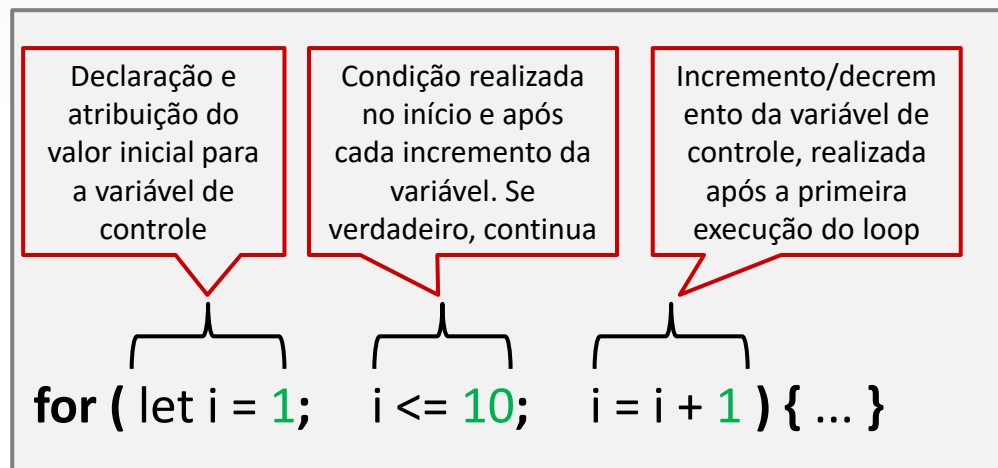 Declaração e
atribuição do
valor inicial para
a variável de
controle
Condição realizada
no início e após
cada incremento da
variável. Se
verdadeiro, continua
Incremento/decrem
ento da variável de
controle, realizada
após a primeira
execução do loop
for ( let i = 1; i <= 10; i = i + 1 ) { ... }